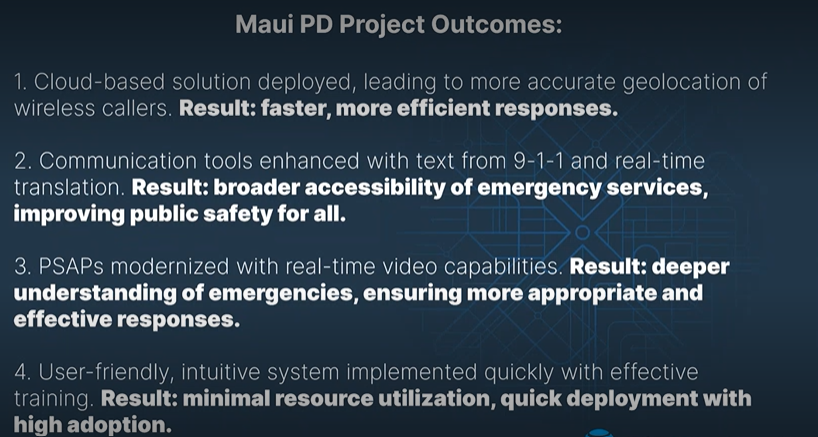 Maui PD Project Outcomes:
1. Cloud-based solution deployed, leading to more accurate geolocation of
wireless callers. Result: faster, more efficient responses.
2. Communication tools enhanced with text from 9-1-1 and real-time
translation. Result: broader accessibility of emergency services,
improving public safety for all.
3. PSAPs modernized with real-time video capabilities. Result: deeper
understanding of emergencies, ensuring more appropriate and
effective responses.
4. User-friendly, intuitive system implemented quickly with effective
training. Result: minimal resource utilization, quick deployment with
high adoption.